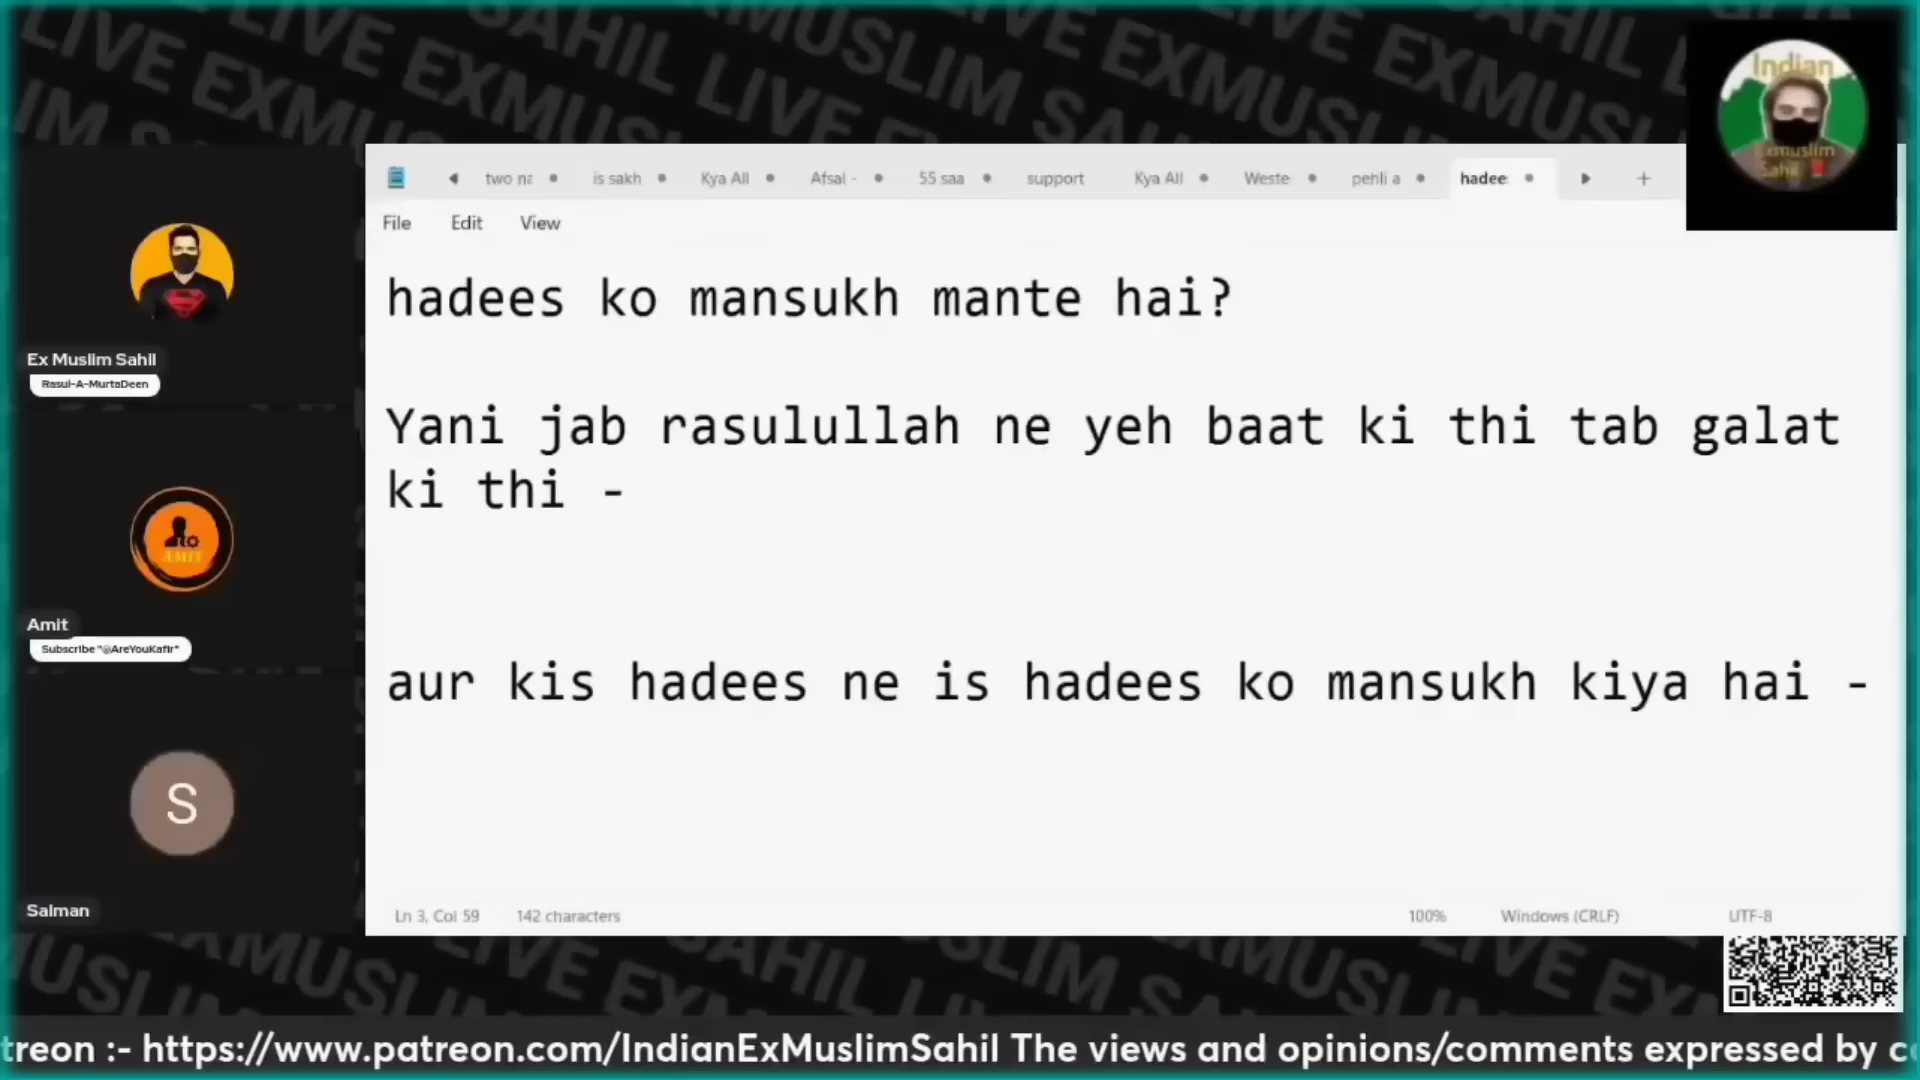 LIVE EXMUSLIM SAHIL LIVE EXMUSLIM SAHIL
Indian
Exmuslim
Sahil
two na
is sakh
Kya All
Afsal -
55 saa
support
Kya All
Weste
pehli a
hadee
+
File Edit View
hadees ko mansukh mante hai?
Yani jab rasulullah ne yeh baat ki thi tab galat
ki thi -
aur kis hadees ne is hadees ko mansukh kiya hai -
Ex Muslim Sahil
Rasul-A-MurtaDeen
AMIT
Amit
Subscribe "@AreYouKafir"
S
Salman
Ln 3, Col 59
142 characters
100%
Windows (CRLF)
UTF-8
treon :- https://www.patreon.com/IndianExMuslimSahil The views and opinions/comments expressed by